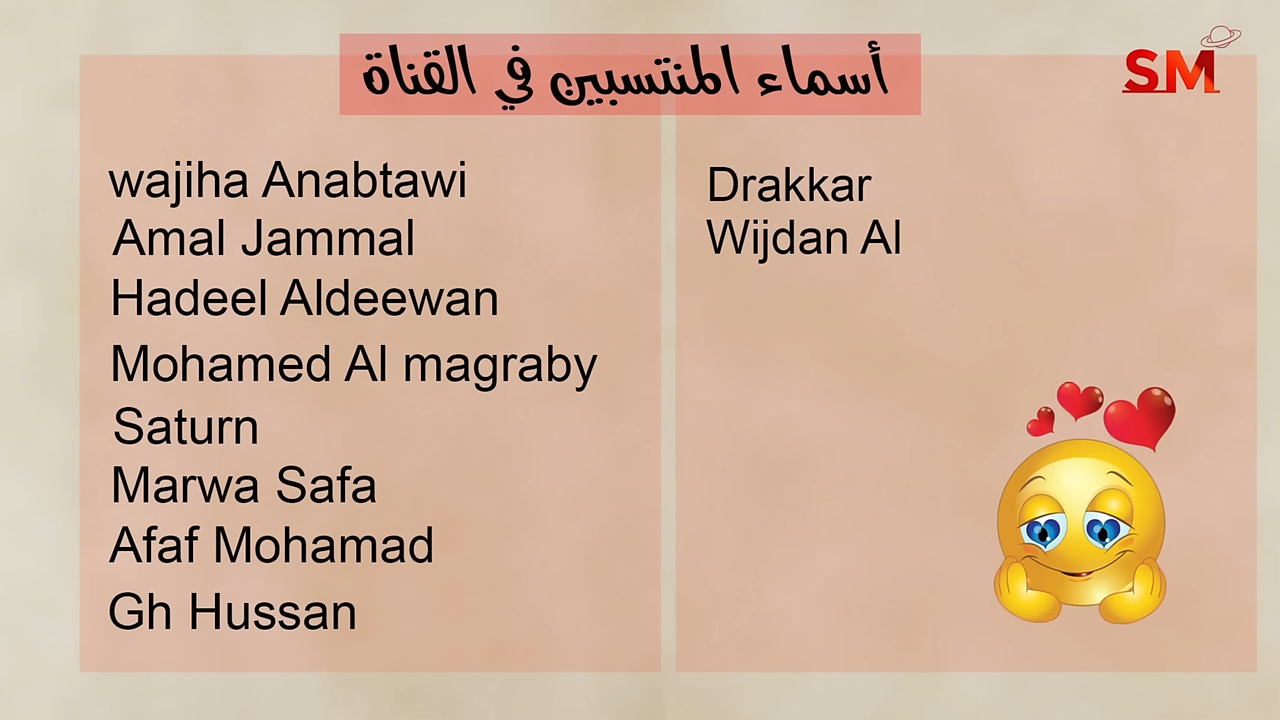 أسماء المنتسبين في القناة
SM
wajiha Anabtawi
Amal Jammal
Hadeel Aldeewan
Mohamed Al magraby
Saturn
Marwa Safa
Afaf Mohamad
Gh Hussan
Drakkar
Wijdan Al